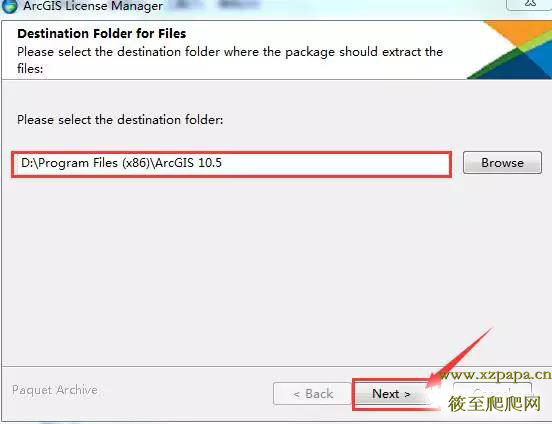 ArcGIS License Manager
Destination Folder for Files
Please select the destination folder where the package should extract the
files:
Please select the destination folder:
D:\Program Files (x86)\ArcGIS 10.5
Browse
Paquet Archive
< Back
Next >
www.xzpapa.cn
筱至爬爬网